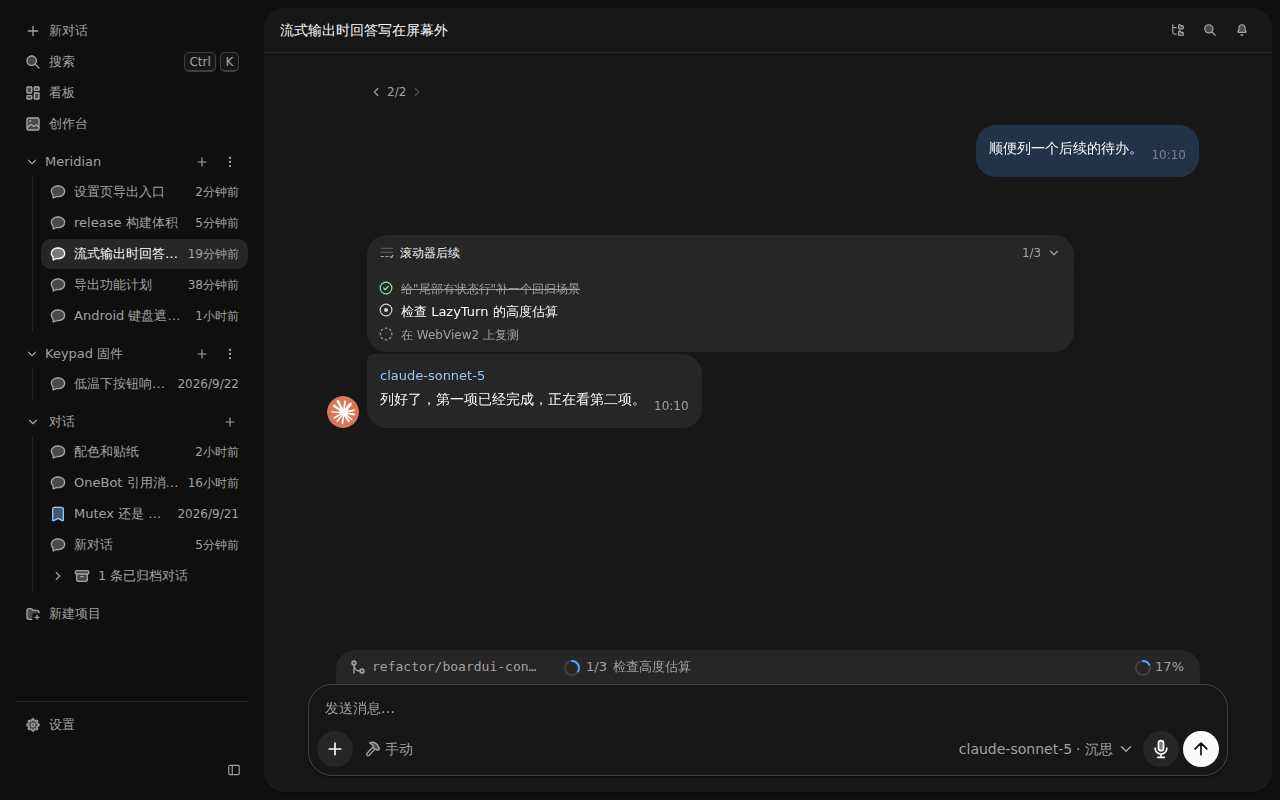 新对话
搜索 Ctrl K
看板
创作台
Meridian
设置页导出入口 2分钟前
release 构建体积 5分钟前
流式输出时回答… 19分钟前
导出功能计划 38分钟前
Android 键盘遮… 1小时前
Keypad 固件
低温下按钮响… 2026/9/22
对话
配色和贴纸 2小时前
OneBot 引用消… 16小时前
Mutex 还是 … 2026/9/21
新对话 5分钟前
1 条已归档对话
新建项目
设置
流式输出时回答写在屏幕外
2/2
顺便列一个后续的待办。 10:10
滚动器后续 1/3
给"尾部有状态行"补一个回归场景
检查 LazyTurn 的高度估算
在 WebView2 上复测
claude-sonnet-5
列好了，第一项已经完成，正在看第二项。 10:10
refactor/boardui-con… 1/3 检查高度估算 17%
发送消息…
手动 claude-sonnet-5 · 沉思